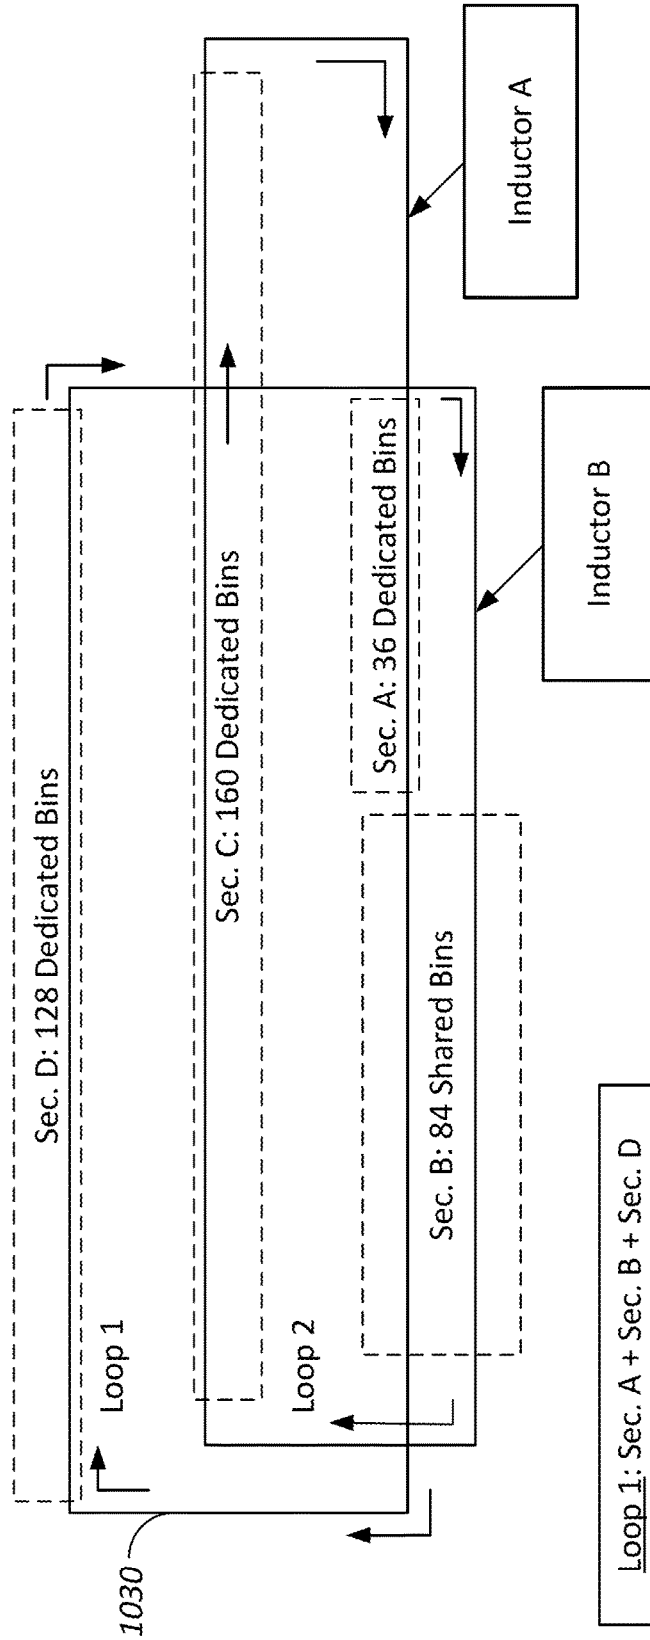 Sec. D: 128 Dedicated Bins
Loop 1
1030
Sec. C: 160 Dedicated Bins
Loop 2
Sec. A: 36 Dedicated Bins
Sec. B: 84 Shared Bins
Inductor A
Inductor B
Loop 1: Sec. A + Sec. B + Sec. D